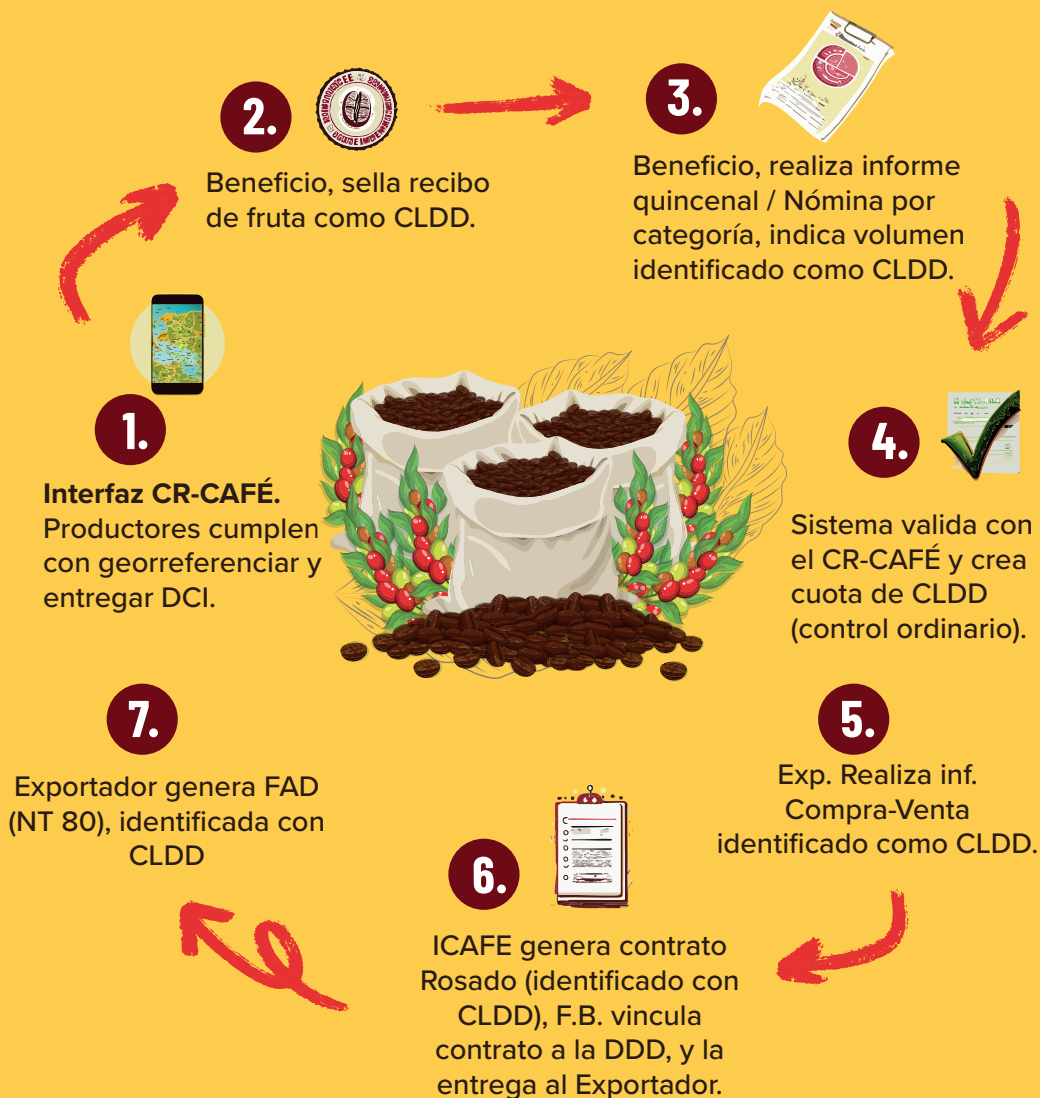 1.
Interfaz CR-CAFÉ.
Productores cumplen
con georreferenciar y
entregar DCI.
2.
Beneficio, sella recibo
de fruta como CLDD.
3.
Beneficio, realiza informe
quincenal / Nómina por
categoría, indica volumen
identificado como CLDD.
4.
Sistema valida con
el CR-CAFÉ y crea
cuota de CLDD
(control ordinario).
5.
Exp. Realiza inf.
Compra-Venta
identificado como CLDD.
6.
ICAFE genera contrato
Rosado (identificado con
CLDD), F.B. vincula
contrato a la DDD, y la
entrega al Exportador.
7.
Exportador genera FAD
(NT 80), identificada con
CLDD